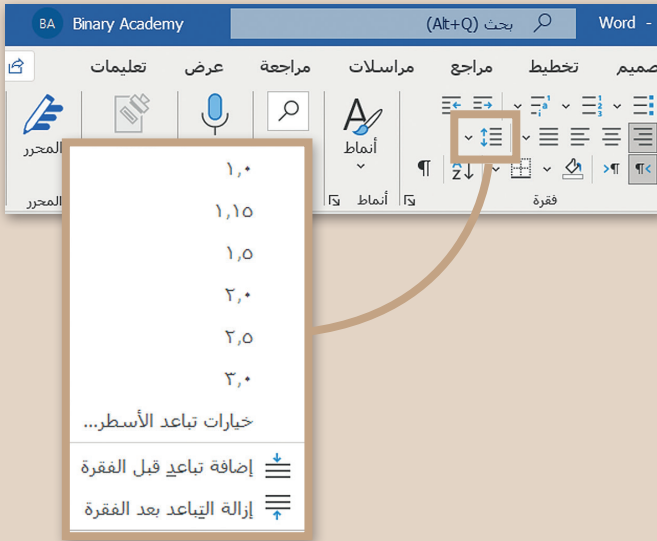 BA Binary Academy بحث (Alt+Q) Word -
صميم تخطيط مراجع مراسلات مراجعة عرض تعليمات
أنماط المحرر
فقرة أنماط المحرر
١,٠
١,١٥
١,٥
٢,٠
٢,٥
٣,٠
خيارات تباعد الأسطر...
إضافة تباعد قبل الفقرة
إزالة التباعد بعد الفقرة